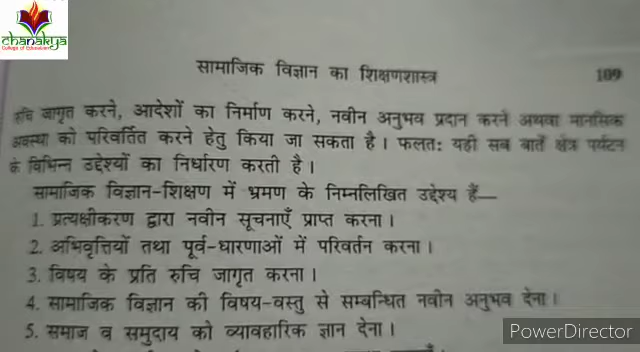 chanakya
College of Education
सामाजिक विज्ञान का शिक्षणशास्त्र 109
रुचि जागृत करने, आदेशों का निर्माण करने, नवीन अनुभव प्रदान करने अथवा मानसिक
अवस्था को परिवर्तित करने हेतु किया जा सकता है। फलतः यही सब बातें क्षेत्र पर्यटन
के विभिन्न उद्देश्यों का निर्धारण करती है।
सामाजिक विज्ञान-शिक्षण में भ्रमण के निम्नलिखित उद्देश्य हैं—
1. प्रत्यक्षीकरण द्वारा नवीन सूचनाएँ प्राप्त करना।
2. अभिवृत्तियों तथा पूर्व-धारणाओं में परिवर्तन करना।
3. विषय के प्रति रुचि जागृत करना।
4. सामाजिक विज्ञान की विषय-वस्तु से सम्बन्धित नवीन अनुभव देना।
5. समाज व समुदाय को व्यावहारिक ज्ञान देना।
PowerDirector